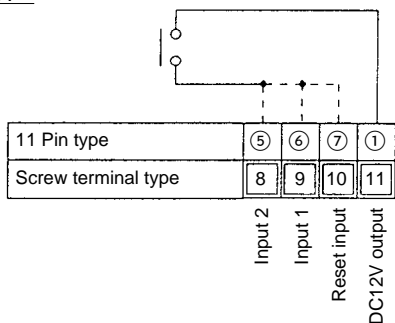 11 Pin type ⑤ ⑥ ⑦ ①
Screw terminal type 8 9 10 11
Input 2
Input 1
Reset input
DC12V output